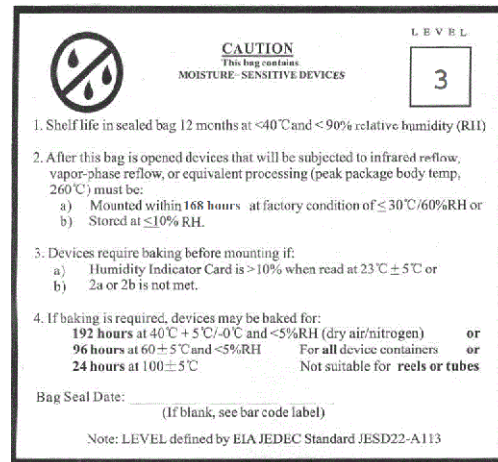 LEVEL
3
CAUTION
This bag contains
MOISTURE-SENSITIVE DEVICES
1. Shelf life in sealed bag 12 months at <40℃and < 90% relative humidity (RH)
2. After this bag is opened devices that will be subjected to infrared reflow,
vapor-phase reflow, or equivalent processing (peak package body temp,
260℃) must be:
a) Mounted within 168 hours at factory condition of ≤ 30℃/60%RH or
b) Stored at ≤10% RH.
3. Devices require baking before mounting if:
a) Humidity Indicator Card is >10% when read at 23℃±5℃ or
b) 2a or 2b is not met.
4. If baking is required, devices may be baked for:
192 hours at 40℃ + 5℃/-0℃ and <5%RH (dry air/nitrogen) or
96 hours at 60±5℃and <5%RH For all device containers or
24 hours at 100±5℃ Not suitable for reels or tubes
Bag Seal Date:
(If blank, see bar code label)
Note: LEVEL defined by EIA JEDEC Standard JESD22-A113